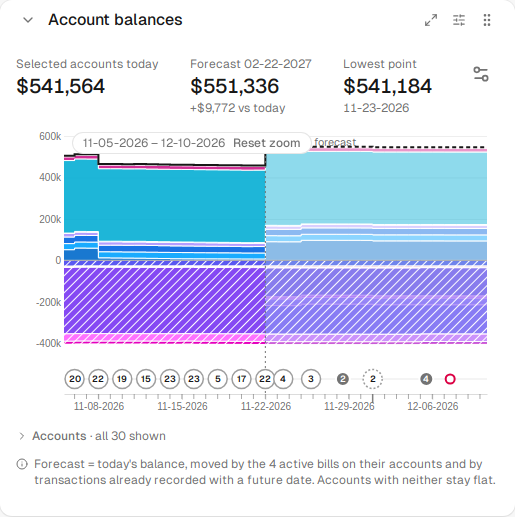 Account balances
Selected accounts today
$541,564
Forecast 02-22-2027
$551,336
+$9,772 vs today
Lowest point
$541,184
11-23-2026
11-05-2026 – 12-10-2026 Reset zoom
forecast
600k
400k
200k
0
-200k
-400k
20 22 19 15 23 23 5 17 22 4 3 2 2 4
11-08-2026 11-15-2026 11-22-2026 11-29-2026 12-06-2026
Accounts · all 30 shown
Forecast = today's balance, moved by the 4 active bills on their accounts and by
transactions already recorded with a future date. Accounts with neither stay flat.